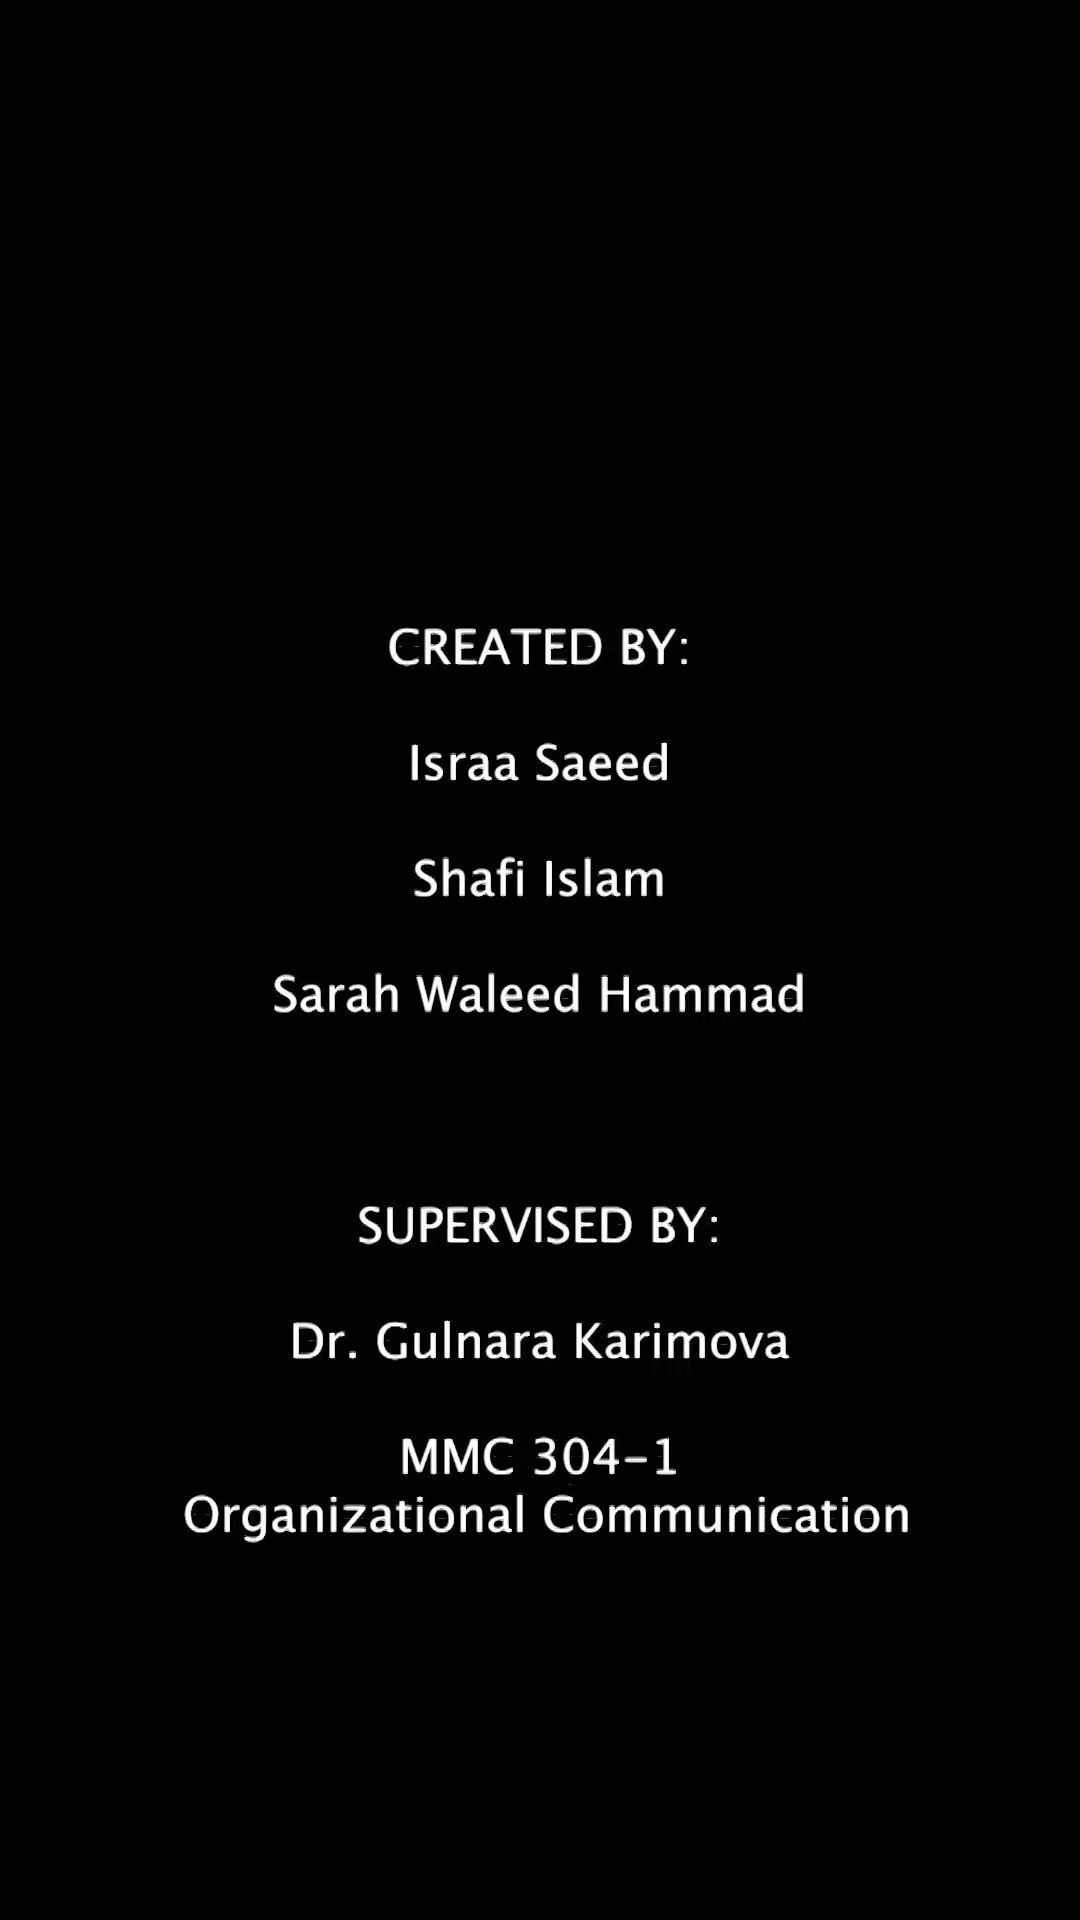 CREATED BY:
Israa Saeed
Shafi Islam
Sarah Waleed Hammad
SUPERVISED BY:
Dr. Gulnara Karimova
MMC 304-1
Organizational Communication